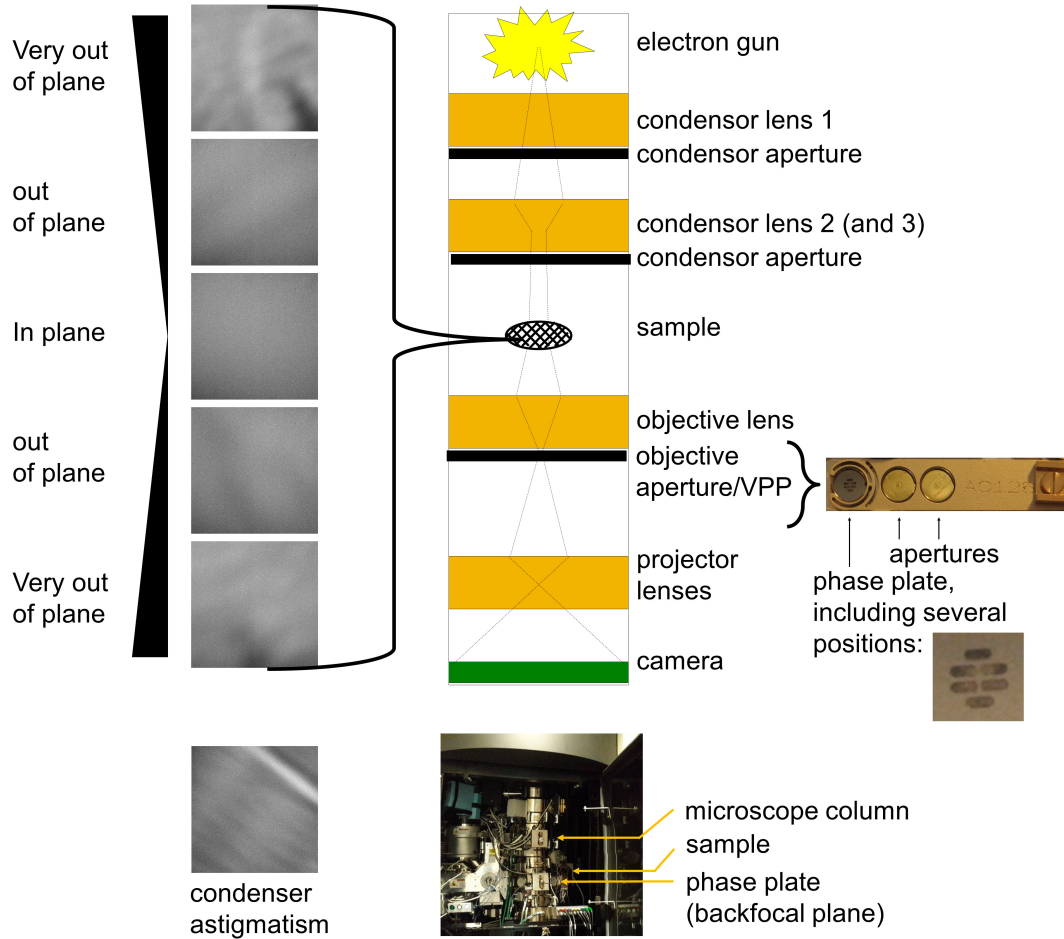 Very out
of plane
out
of plane
In plane
out
of plane
Very out
of plane
condenser
astigmatism
electron gun
condensor lens 1
condensor aperture
condensor lens 2 (and 3)
condensor aperture
sample
objective lens
objective
aperture/VPP
projector
lenses
camera
apertures
phase plate,
including several
positions:
microscope column
sample
phase plate
(backfocal plane)